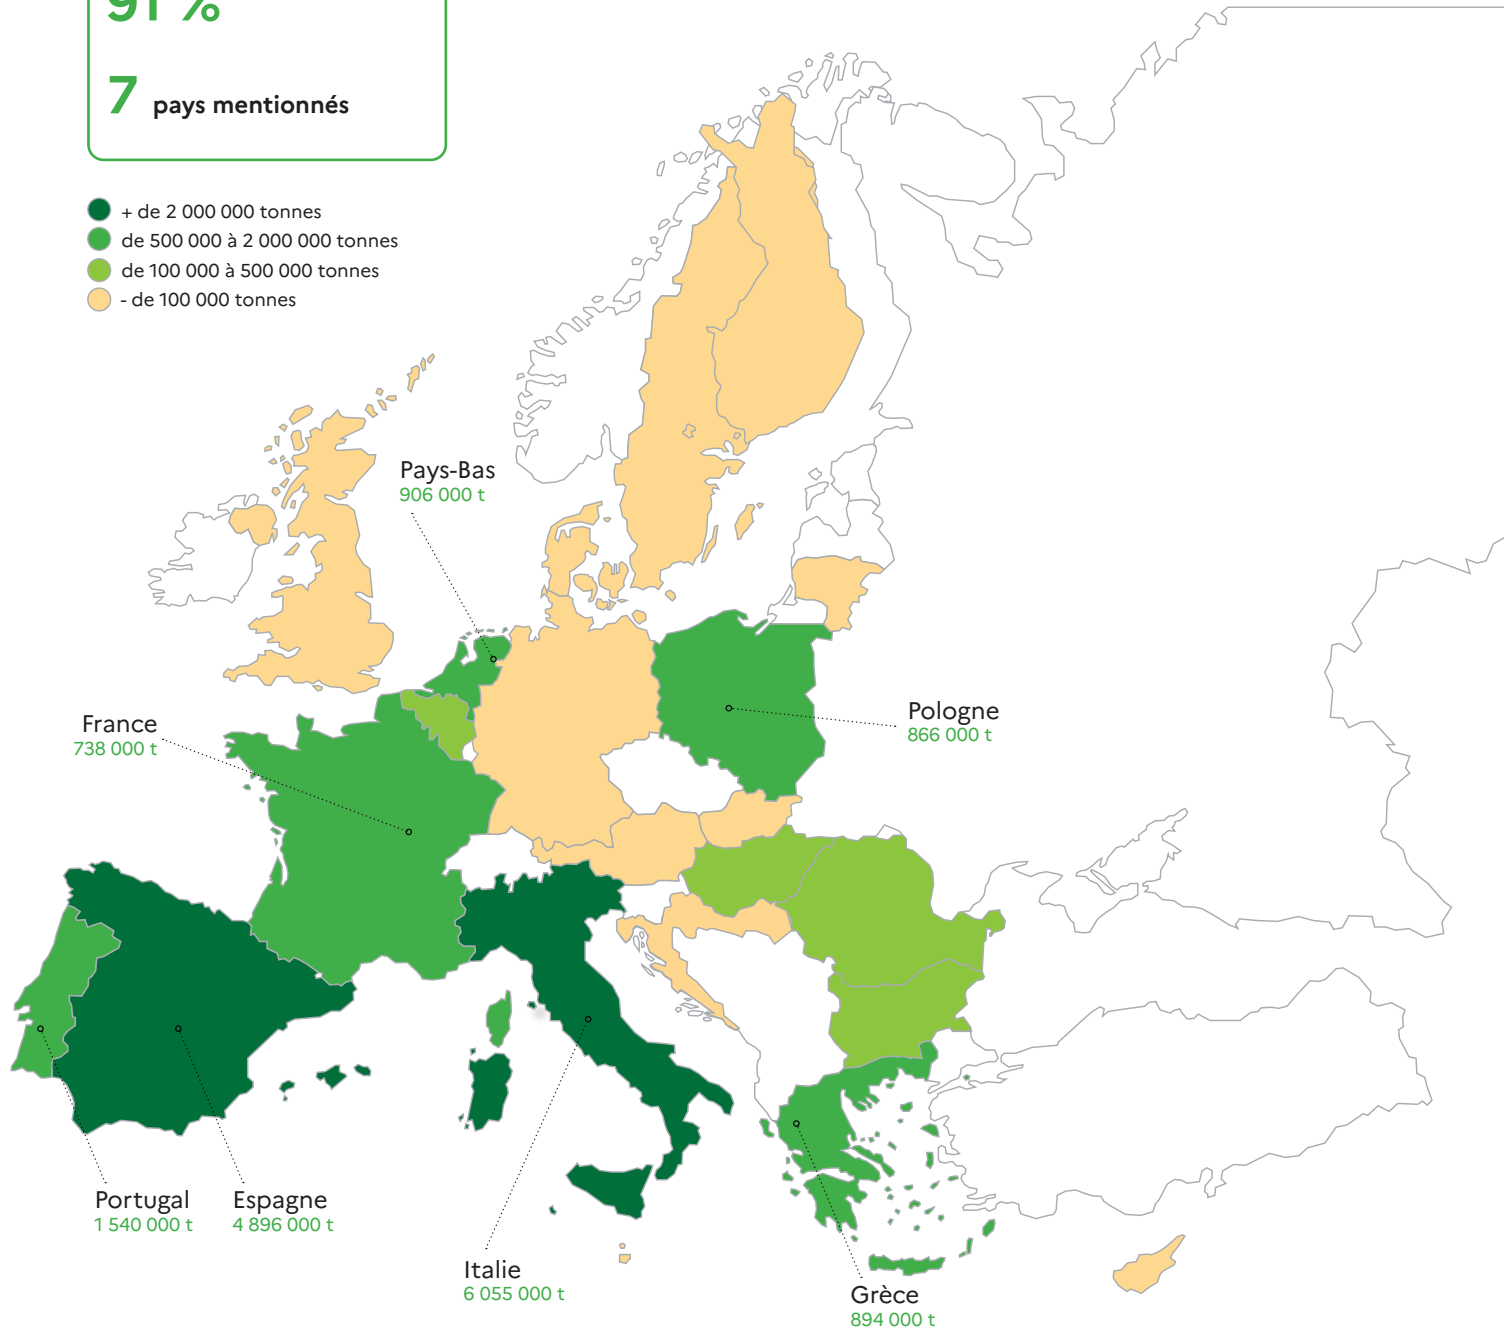 91 %
7 pays mentionnés
+ de 2 000 000 tonnes
de 500 000 à 2 000 000 tonnes
de 100 000 à 500 000 tonnes
- de 100 000 tonnes
Pays-Bas
906 000 t
France
738 000 t
Pologne
866 000 t
Portugal
1 540 000 t
Espagne
4 896 000 t
Italie
6 055 000 t
Grèce
894 000 t